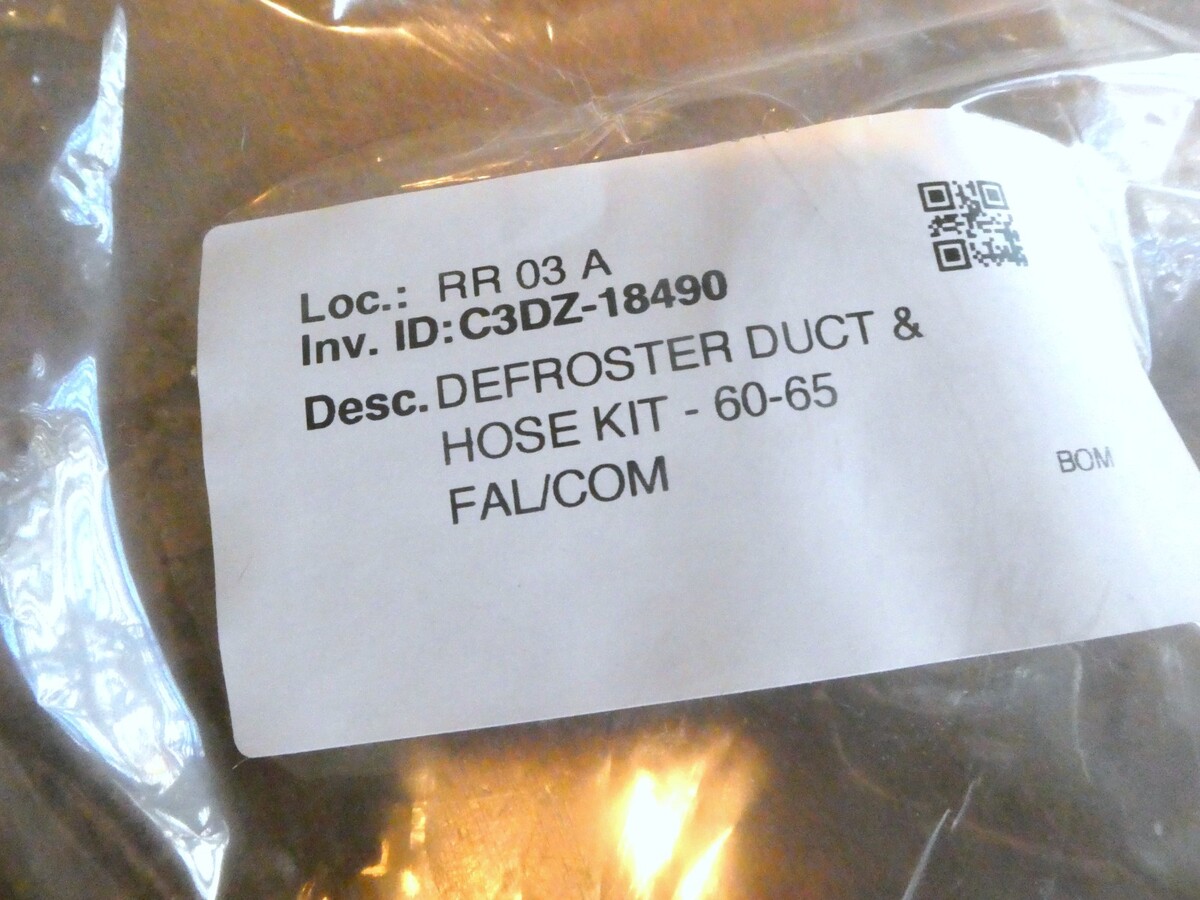 Loc.: RR 03 A
Inv. ID:C3DZ-18490
Desc. DEFROSTER DUCT &
HOSE KIT - 60-65
FAL/COM
BOM